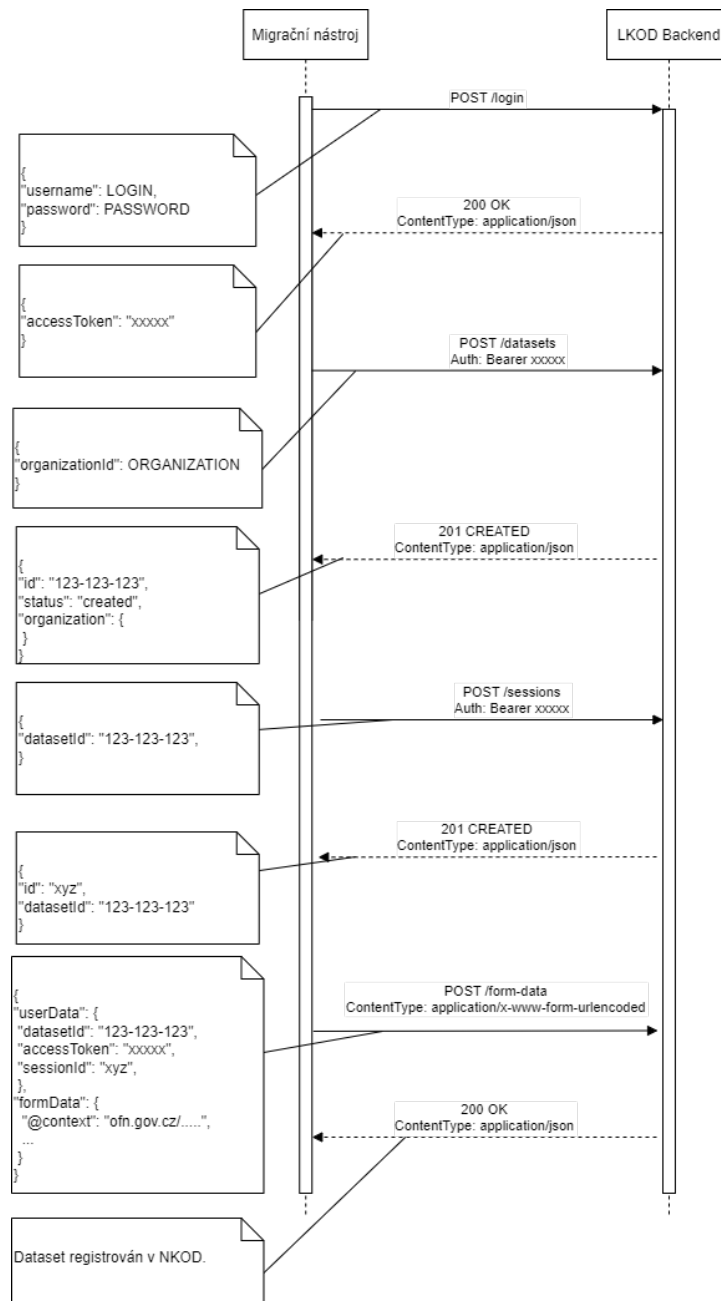 Migrační nástroj
LKOD Backend
POST /login
{
"username": LOGIN,
"password": PASSWORD
}
200 OK
ContentType: application/json
{
"accessToken": "xxxxx"
}
POST /datasets
Auth: Bearer xxxxx
{
"organizationId": ORGANIZATION
}
201 CREATED
ContentType: application/json
{
"id": "123-123-123",
"status": "created",
"organization": {
}
}
POST /sessions
Auth: Bearer xxxxx
{
"datasetId": "123-123-123",
}
201 CREATED
ContentType: application/json
{
"id": "xyz",
"datasetId": "123-123-123"
}
POST /form-data
ContentType: application/x-www-form-urlencoded
{
"userData": {
"datasetId": "123-123-123",
"accessToken": "xxxxx",
"sessionId": "xyz",
},
"formData": {
"@context": "ofn.gov.cz/.....",
...
}
}
200 OK
ContentType: application/json
Dataset registrován v NKOD.